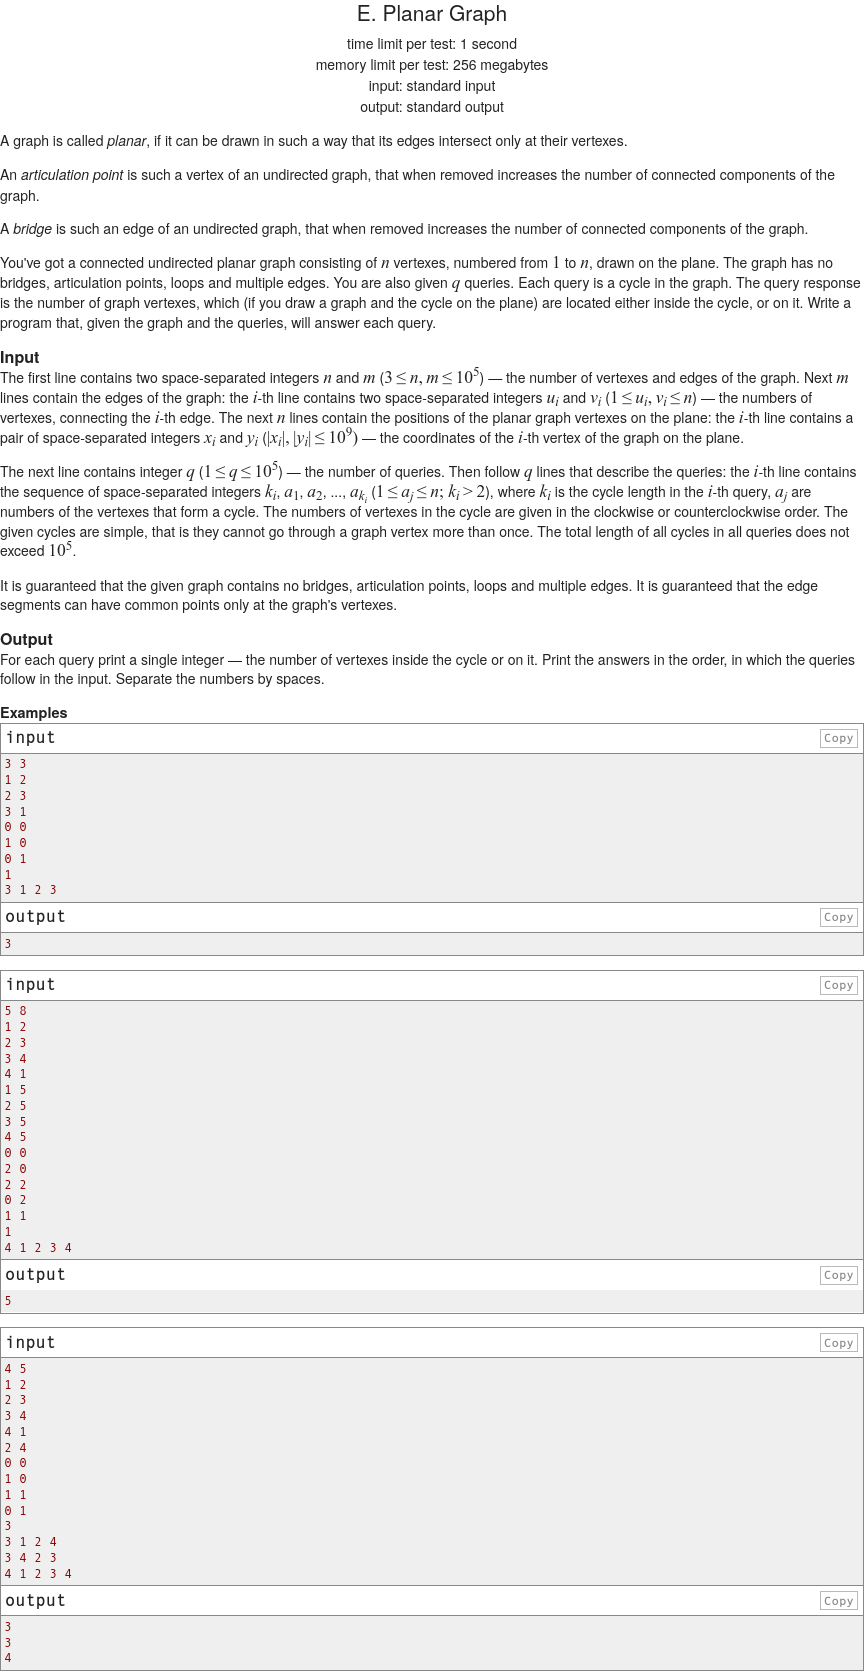 E. Planar Graph
time limit per test: 1 second
memory limit per test: 256 megabytes
input: standard input
output: standard output
A graph is called planar, if it can be drawn in such a way that its edges intersect only at their vertexes.
An articulation point is such a vertex of an undirected graph, that when removed increases the number of connected components of the
graph.
A bridge is such an edge of an undirected graph, that when removed increases the number of connected components of the graph.
You've got a connected undirected planar graph consisting of n vertexes, numbered from 1 to n, drawn on the plane. The graph has no
bridges, articulation points, loops and multiple edges. You are also given q queries. Each query is a cycle in the graph. The query response
is the number of graph vertexes, which (if you draw a graph and the cycle on the plane) are located either inside the cycle, or on it. Write a
program that, given the graph and the queries, will answer each query.
Input
The first line contains two space-separated integers n and m (3 ≤ n, m ≤ 10^5) — the number of vertexes and edges of the graph. Next m
lines contain the edges of the graph: the i-th line contains two space-separated integers u_i and v_i (1 ≤ u_i, v_i ≤ n) — the numbers of
vertexes, connecting the i-th edge. The next n lines contain the positions of the planar graph vertexes on the plane: the i-th line contains a
pair of space-separated integers x_i and y_i (|x_i|, |y_i| ≤ 10^9) — the coordinates of the i-th vertex of the graph on the plane.
The next line contains integer q (1 ≤ q ≤ 10^5) — the number of queries. Then follow q lines that describe the queries: the i-th line contains
the sequence of space-separated integers k_i, a_1, a_2, ..., a_{k_i} (1 ≤ a_j ≤ n; k_i > 2), where k_i is the cycle length in the i-th query, a_j are
numbers of the vertexes that form a cycle. The numbers of vertexes in the cycle are given in the clockwise or counterclockwise order. The
given cycles are simple, that is they cannot go through a graph vertex more than once. The total length of all cycles in all queries does not
exceed 10^5.
It is guaranteed that the given graph contains no bridges, articulation points, loops and multiple edges. It is guaranteed that the edge
segments can have common points only at the graph's vertexes.
Output
For each query print a single integer — the number of vertexes inside the cycle or on it. Print the answers in the order, in which the queries
follow in the input. Separate the numbers by spaces.
Examples
input Copy
3 3
1 2
2 3
3 1
0 0
1 0
0 1
1
3 1 2 3
output Copy
3
input Copy
5 8
1 2
2 3
3 4
4 1
1 5
2 5
3 5
4 5
0 0
2 0
2 2
0 2
1 1
1
4 1 2 3 4
output Copy
5
input Copy
4 5
1 2
2 3
3 4
4 1
2 4
0 0
1 0
1 1
0 1
3
3 1 2 4
3 4 2 3
4 1 2 3 4
output Copy
3
3
4